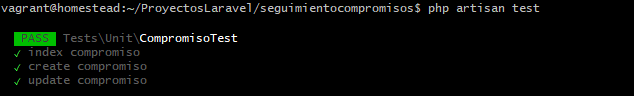 vagrant@homestead:~/ProyectosLaravel/seguimientocompromisos$ php artisan test
PASS Tests\Unit\CompromisoTest
✓ index compromiso
✓ create compromiso
✓ update compromiso